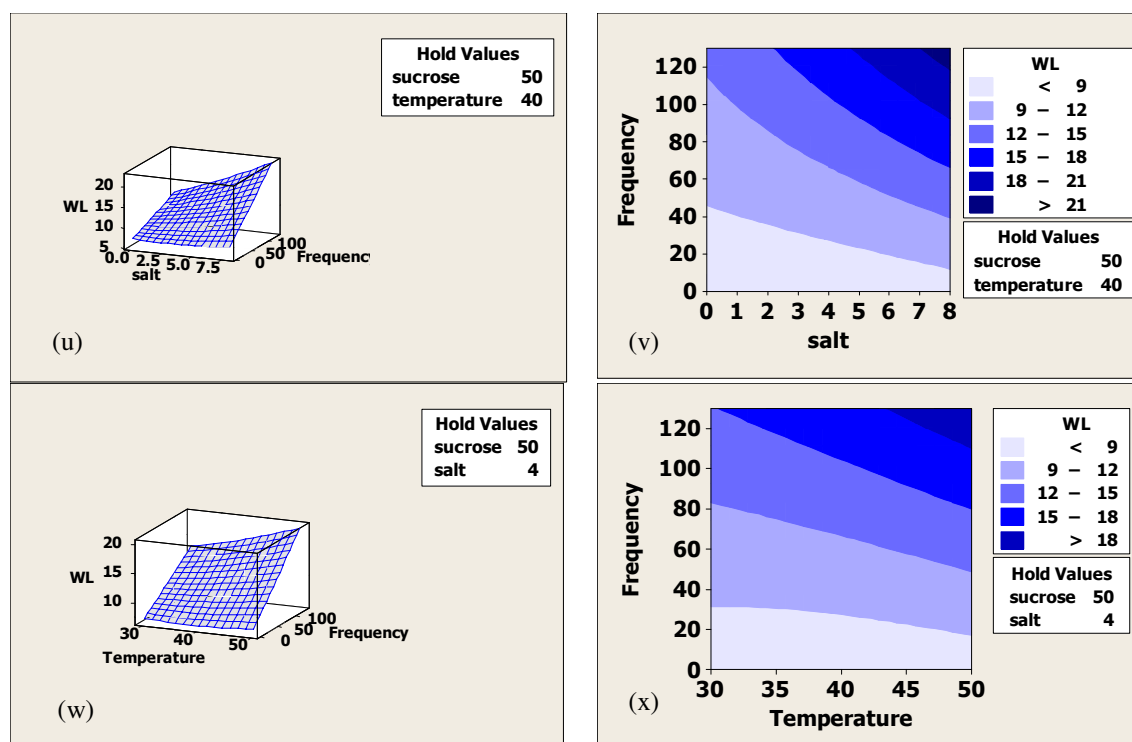 Hold Values
sucrose 50
temperature 40
20
WL 15
10
5
0.0 2.5 5.0 7.5
salt
0 50 100
Frequency
(u)
120
100
80
60
40
20
0
Frequency
0 1 2 3 4 5 6 7 8
salt
WL
< 9
9 – 12
12 – 15
15 – 18
18 – 21
> 21
Hold Values
sucrose 50
temperature 40
(v)
Hold Values
sucrose 50
salt 4
20
WL 15
10
30 40 50
Temperature
0 50 100
Frequency
(w)
120
100
80
60
40
20
0
Frequency
30 35 40 45 50
Temperature
WL
< 9
9 – 12
12 – 15
15 – 18
> 18
Hold Values
sucrose 50
salt 4
(x)